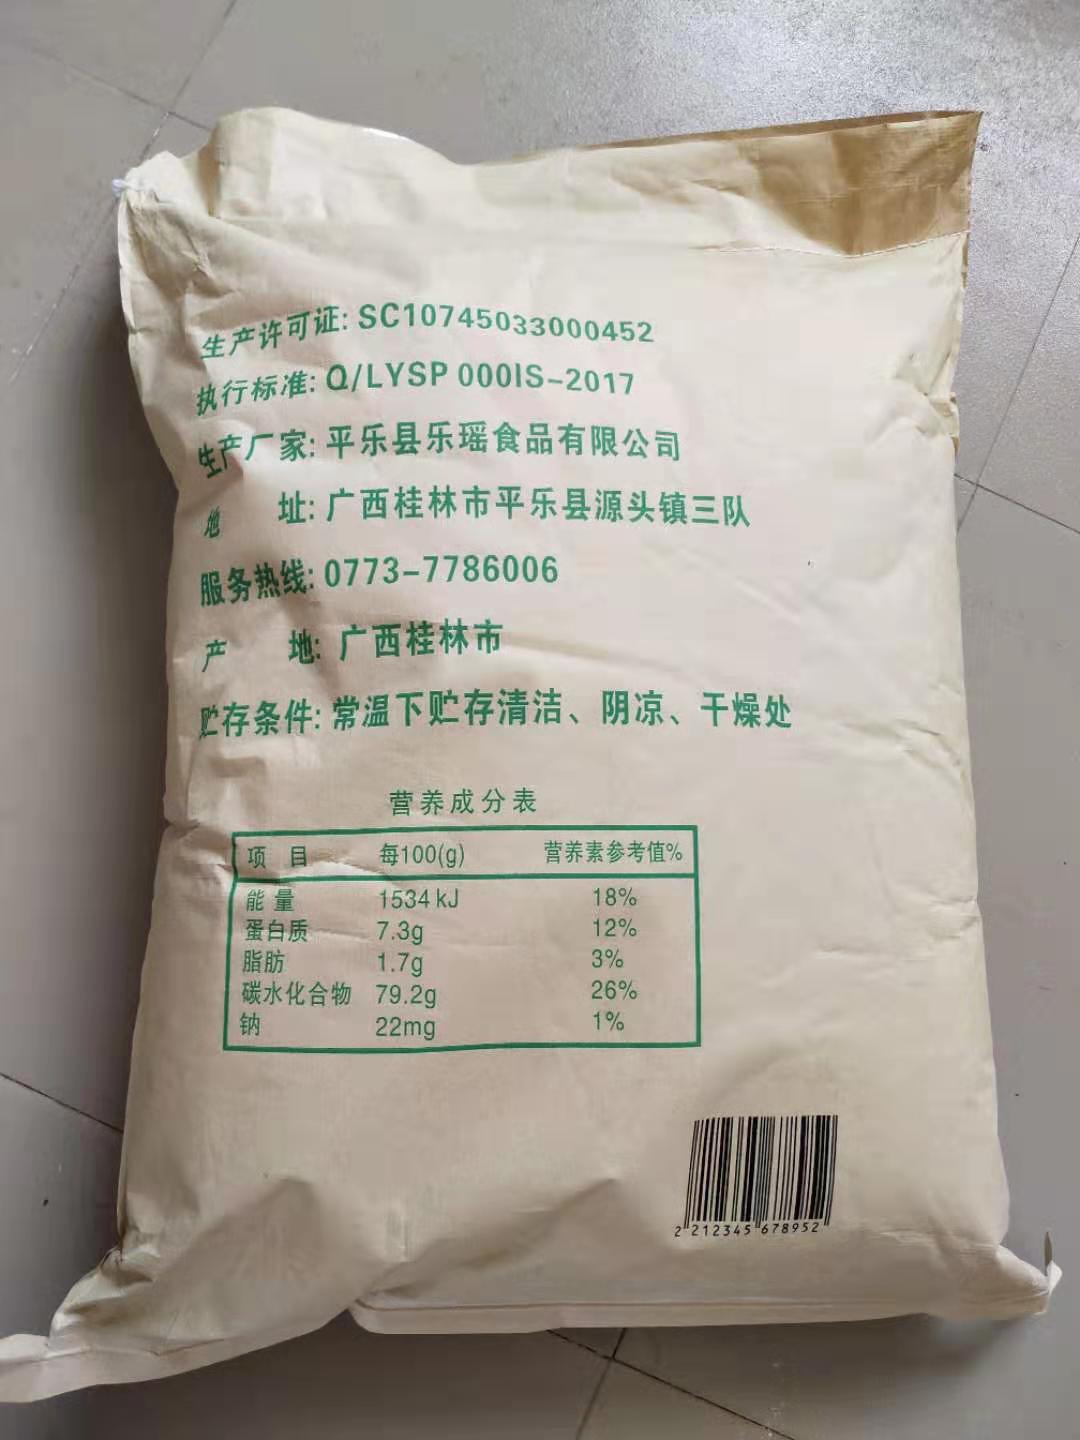 生产许可证: SC10745033000452
执行标准: Q/LYSP 000IS-2017
生产厂家: 平乐县乐瑶食品有限公司
地 址: 广西桂林市平乐县源头镇三队
服务热线: 0773-7786006
产 地: 广西桂林市
贮存条件: 常温下贮存清洁、阴凉、干燥处
营养成分表
项 目 每100(g) 营养素参考值%
能量 1534kJ 18%
蛋白质 7.3g 12%
脂肪 1.7g 3%
碳水化合物 79.2g 26%
钠 22mg 1%
2 212345 678952